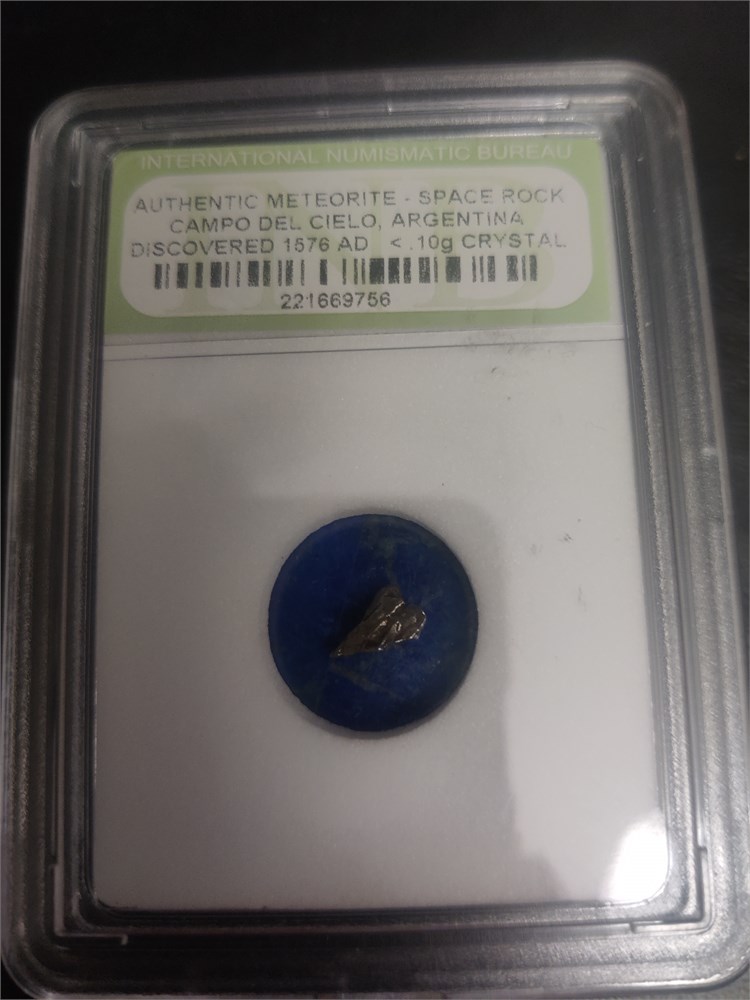 INTERNATIONAL NUMISMATIC BUREAU
AUTHENTIC METEORITE - SPACE ROCK
CAMPO DEL CIELO, ARGENTINA
DISCOVERED 1576 AD < .10g CRYSTAL
221669756